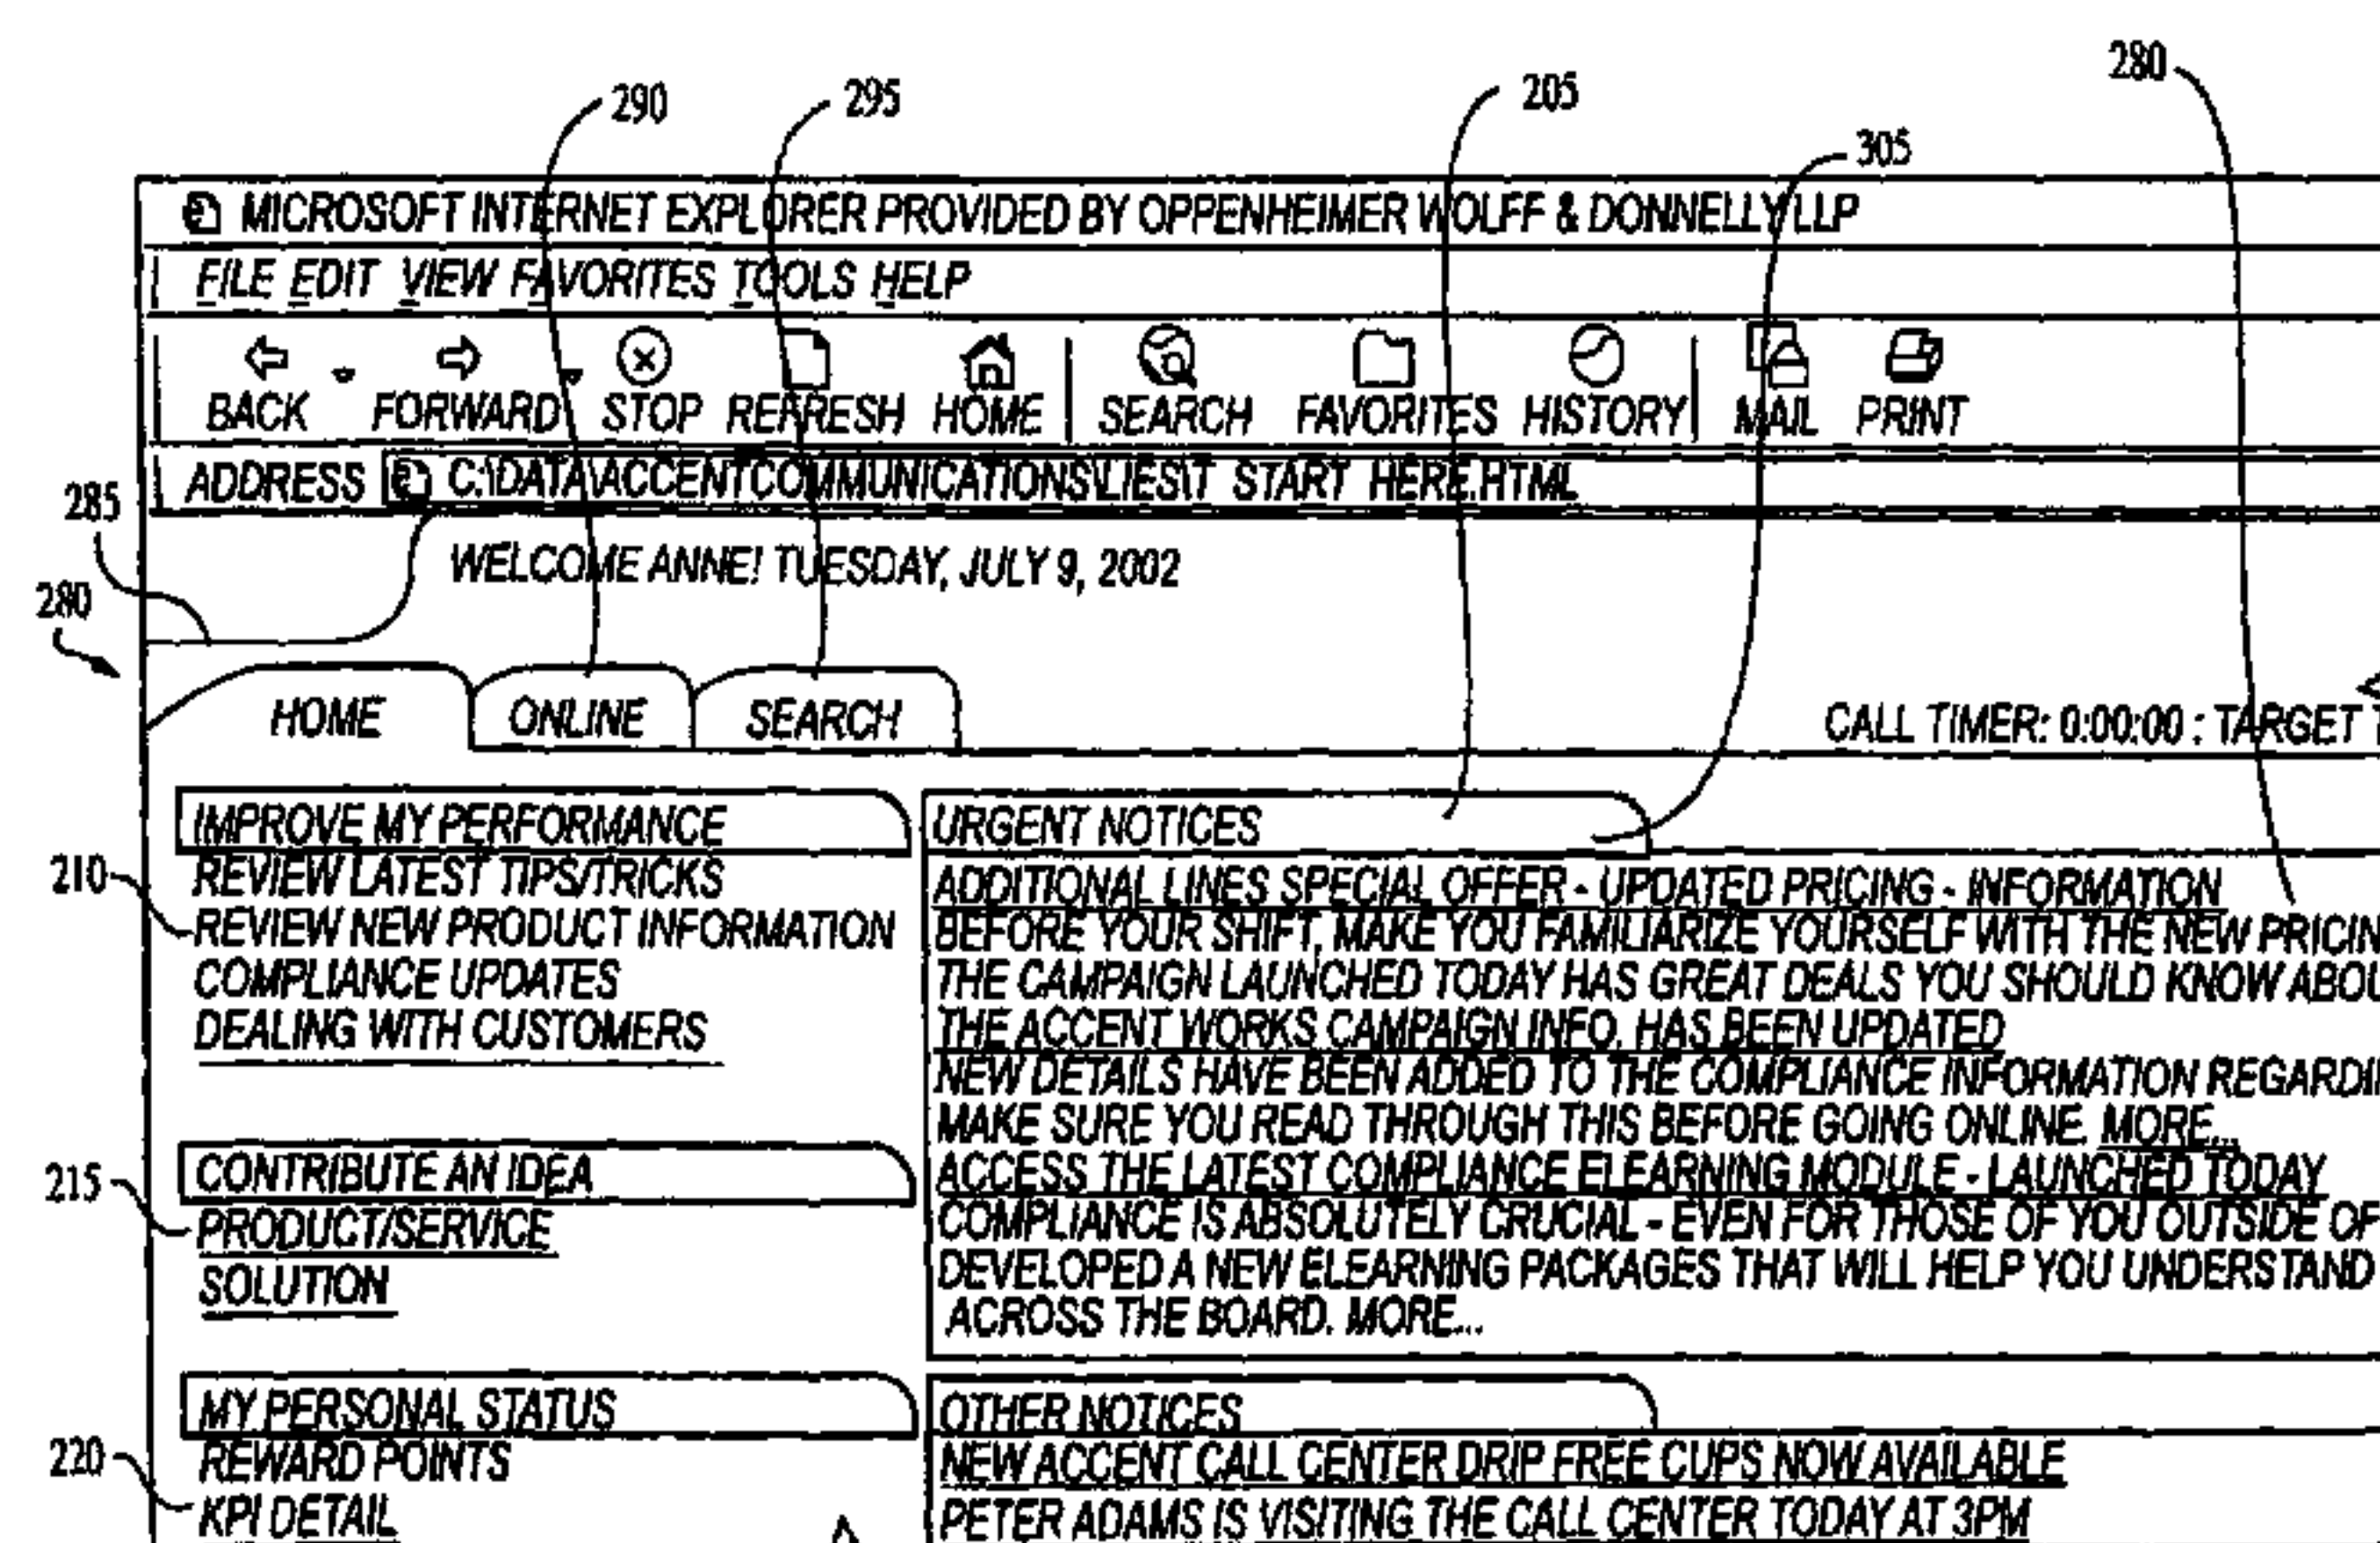 290
295
205
280
305
MICROSOFT INTERNET EXPLORER PROVIDED BY OPPENHEIMER WOLFF & DONNELLY LLP
FILE EDIT VIEW FAVORITES TOOLS HELP
BACK FORWARD STOP REFRESH HOME SEARCH FAVORITES HISTORY MAIL PRINT
ADDRESS C:\DATA\ACCENTCOMMUNICATIONS\LIES\T START HERE.HTML
285
WELCOME ANNE! TUESDAY, JULY 9, 2002
280
HOME ONLINE SEARCH
CALL TIMER: 0:00:00 : TARGET
IMPROVE MY PERFORMANCE
REVIEW LATEST TIPS/TRICKS
210
REVIEW NEW PRODUCT INFORMATION
COMPLIANCE UPDATES
DEALING WITH CUSTOMERS
215
CONTRIBUTE AN IDEA
PRODUCT/SERVICE
SOLUTION
MY PERSONAL STATUS
REWARD POINTS
220
KPI DETAIL
URGENT NOTICES
ADDITIONAL LINES SPECIAL OFFER - UPDATED PRICING - INFORMATION
BEFORE YOUR SHIFT, MAKE YOU FAMILIARIZE YOURSELF WITH THE NEW PRICIN
THE CAMPAIGN LAUNCHED TODAY HAS GREAT DEALS YOU SHOULD KNOW ABOU
THE ACCENT WORKS CAMPAIGN INFO. HAS BEEN UPDATED
NEW DETAILS HAVE BEEN ADDED TO THE COMPLIANCE INFORMATION REGARDI
MAKE SURE YOU READ THROUGH THIS BEFORE GOING ONLINE. MORE...
ACCESS THE LATEST COMPLIANCE ELEARNING MODULE - LAUNCHED TODAY
COMPLIANCE IS ABSOLUTELY CRUCIAL - EVEN FOR THOSE OF YOU OUTSIDE OF
DEVELOPED A NEW ELEARNING PACKAGES THAT WILL HELP YOU UNDERSTAND
ACROSS THE BOARD. MORE...
OTHER NOTICES
NEW ACCENT CALL CENTER DRIP FREE CUPS NOW AVAILABLE
PETER ADAMS IS VISITING THE CALL CENTER TODAY AT 3PM